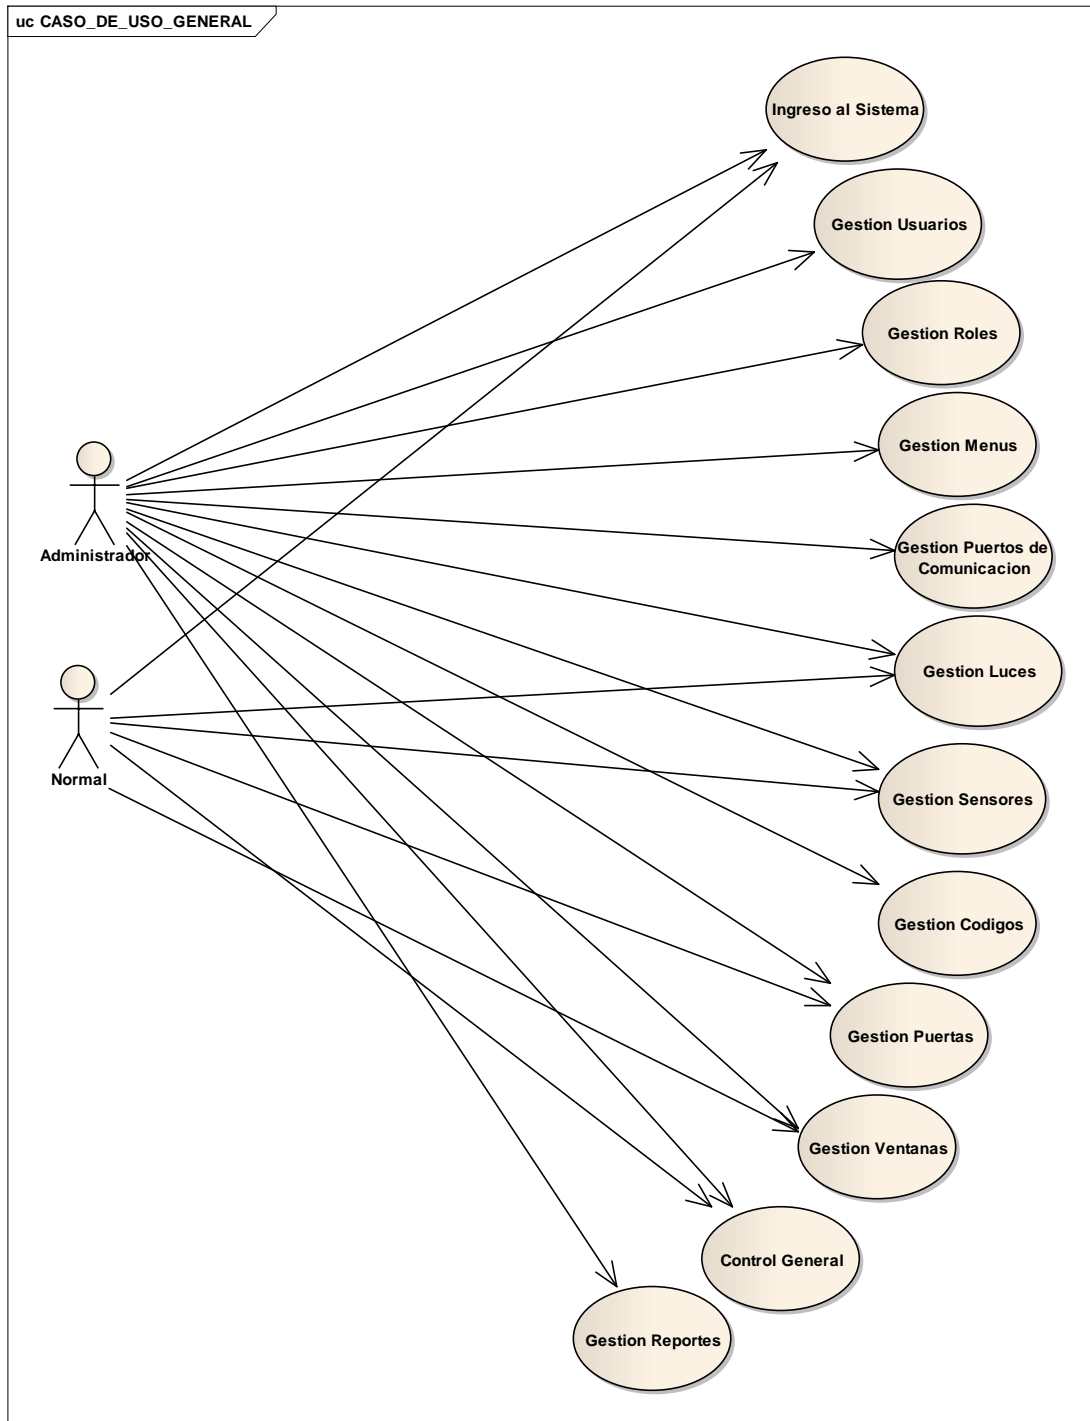 uc CASO_DE_USO_GENERAL
Ingreso al Sistema
Gestion Usuarios
Gestion Roles
Gestion Menus
Administrador
Gestion Puertos de
Comunicacion
Gestion Luces
Normal
Gestion Sensores
Gestion Codigos
Gestion Puertas
Gestion Ventanas
Control General
Gestion Reportes